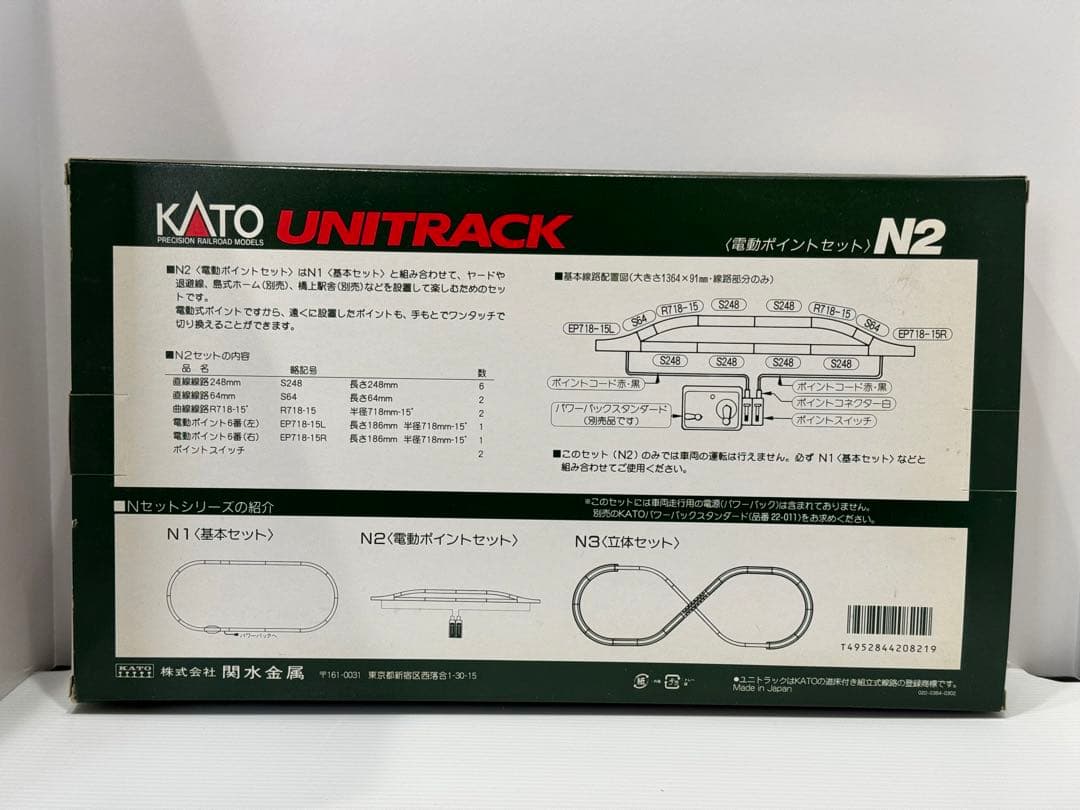 KATO
PRECISION RAILROAD MODELS
UNITRACK
〈電動ポイントセット〉N2
■N2〈電動ポイントセット〉はN1〈基本セット〉と組み合わせて、ヤードや
退避線、島式ホーム(別売)、橋上駅舎(別売)などを設置して楽しむためのセッ
トです。
電動式ポイントですから、遠くに設置したポイントも、手もとでワンタッチで
切り換えることができます。
■N2セットの内容
品 名 略記号 数
直線線路248mm S248 長さ248mm 6
直線線路64mm S64 長さ64mm 2
曲線線路R718-15° R718-15 半径718mm-15° 2
電動ポイント6番(左) EP718-15L 長さ186mm 半径718mm-15° 1
電動ポイント6番(右) EP718-15R 長さ186mm 半径718mm-15° 1
ポイントスイッチ 2
■基本線路配置図(大きさ1364×91㎜・線路部分のみ)
EP718-15L
S64
R718-15
S248
S248
R718-15
S64
EP718-15R
S248
S248
S248
S248
ポイントコード赤・黒
ポイントコード赤・黒
ポイントコネクター白
パワーパックスタンダード
(別売品です)
ポイントスイッチ
■このセット(N2)のみでは車両の運転は行えません。必ず N1〈基本セット〉などと
組み合わせてご使用ください。
■Nセットシリーズの紹介
※このセットには車両走行用の電源(パワーパック)は含まれておりません。
別売のKATOパワーパックスタンダード(品番 22-011)をお求めください。
N1〈基本セット〉
パワーパックへ
N2〈電動ポイントセット〉
N3〈立体セット〉
T4952844208219
KATO
株式会社 関水金属 〒161-0031 東京都新宿区西落合1-30-15
紙
●ユニトラックはKATOの道床付き組立式線路の登録商標です。
Made in Japan
020-0364-0302